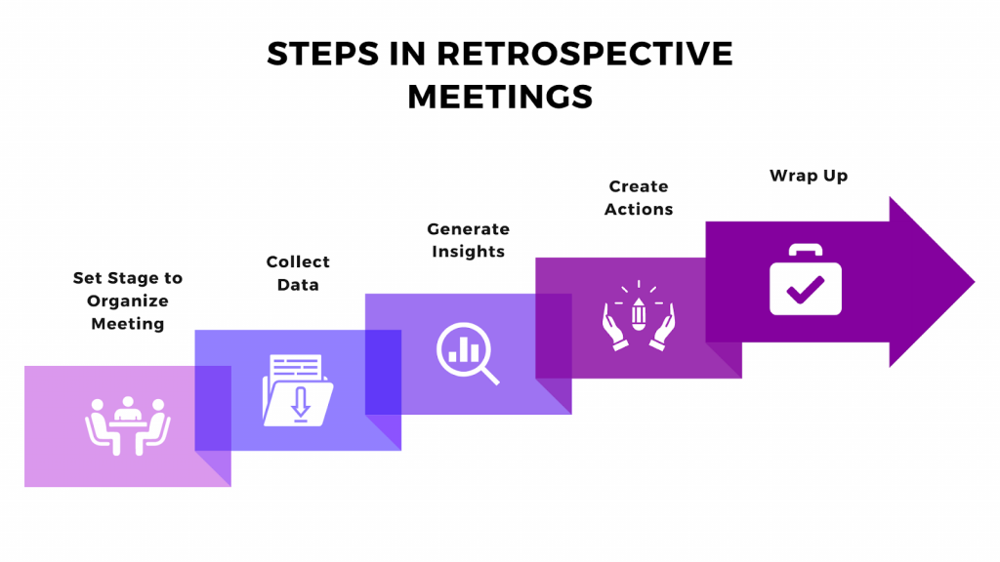 STEPS IN RETROSPECTIVE
MEETINGS
Set Stage to
Organize
Meeting
Collect
Data
Generate
Insights
Create
Actions
Wrap Up